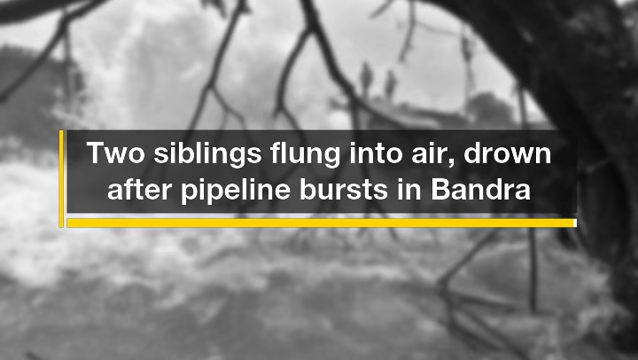 Two siblings flung into air, drown
after pipeline bursts in Bandra